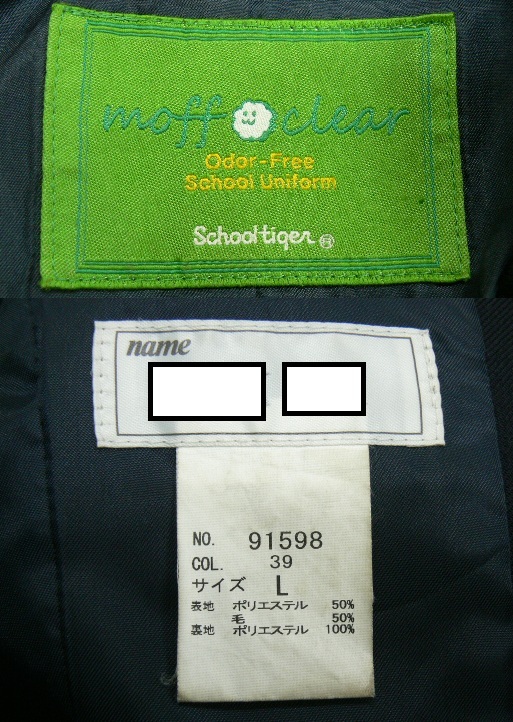 moff clear
Odor-Free
School Uniform
Schooltiger®
name
NO. 91598
COL. 39
サイズ L
表地 ポリエステル 50%
毛 50%
裏地 ポリエステル 100%